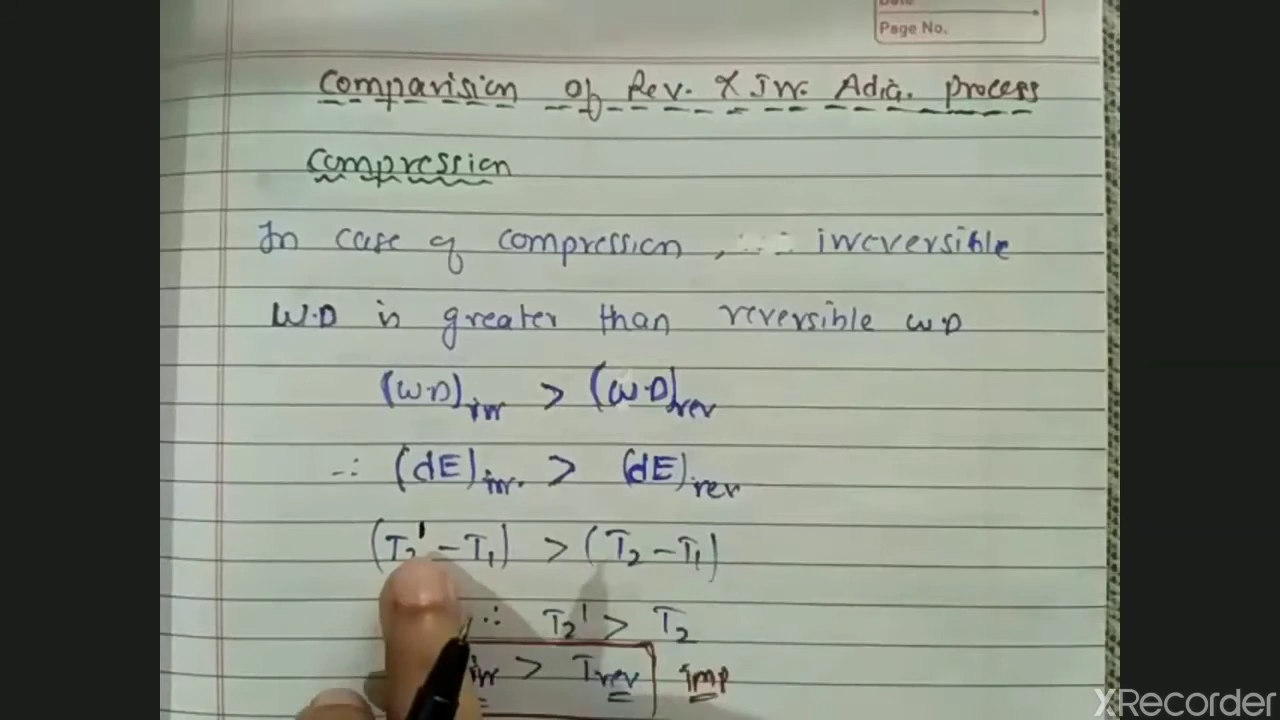 Date
Page No.
Comparision of Rev. & Irr. Adia. process
Compression
In case of compression, irreversible
W.D is greater than reversible W.D
(W.D)irr > (W.D)rev
∴ (dE)irr. > (dE)rev
(T2' - T1) > (T2 - T1)
∴ T2' > T2
irr > Trev imp
XRecorder